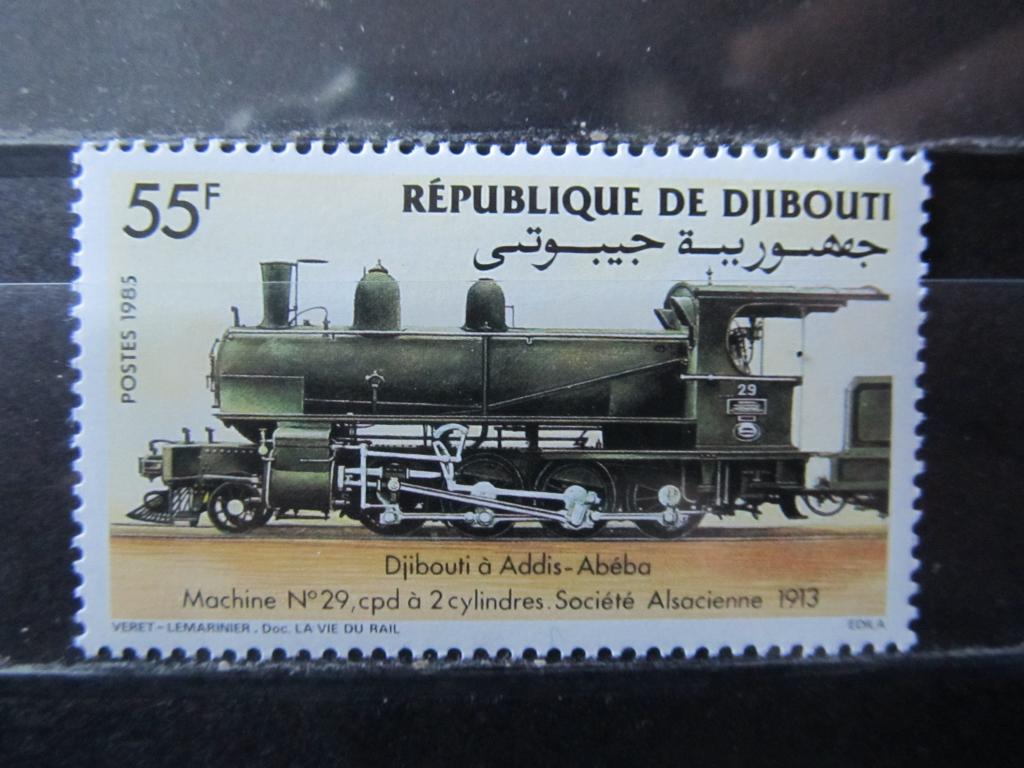 55F
RÉPUBLIQUE DE DJIBOUTI
جمهورية جيبوتى
POSTES 1985
29
Djibouti à Addis-Abéba
Machine N°29, cpd à 2 cylindres. Société Alsacienne 1913
VERET-LEMARINIER. Doc. LA VIE DU RAIL
EDILA